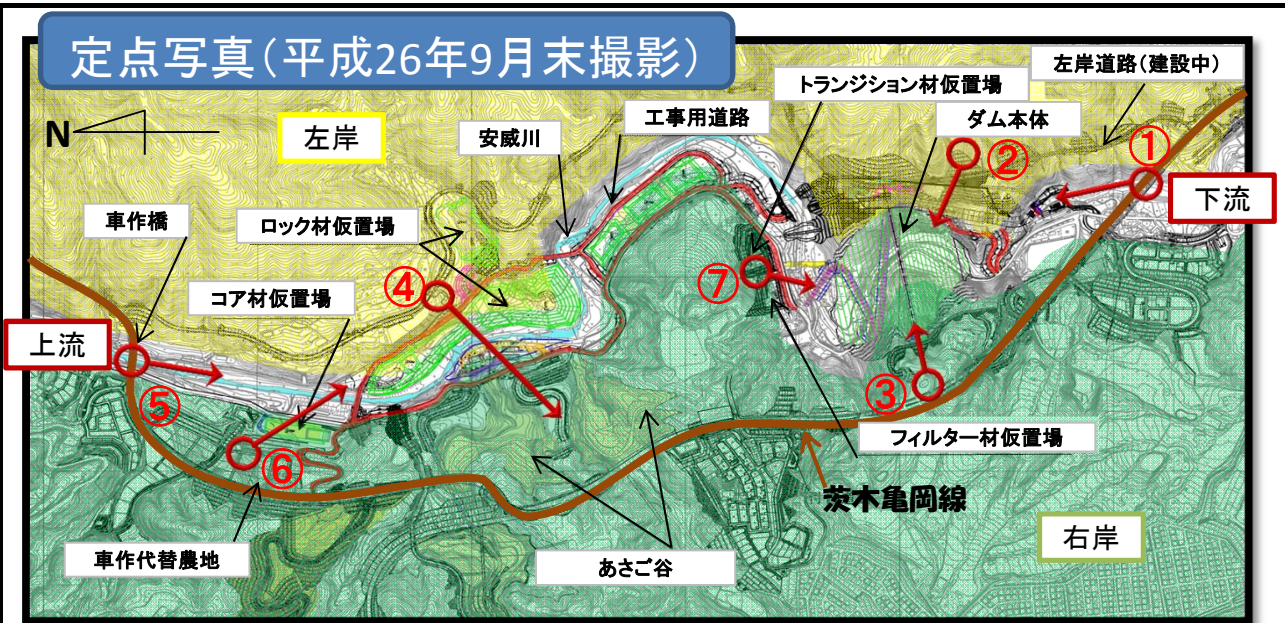 定点写真(平成26年9月末撮影)
左岸道路(建設中)
トランジション材仮置場
工事用道路
ダム本体
安威川
N
左岸
②
①
下流
車作橋
ロック材仮置場
④
⑦
コア材仮置場
上流
⑤
③
⑥
フィルター材仮置場
茨木亀岡線
右岸
車作代替農地
あさご谷